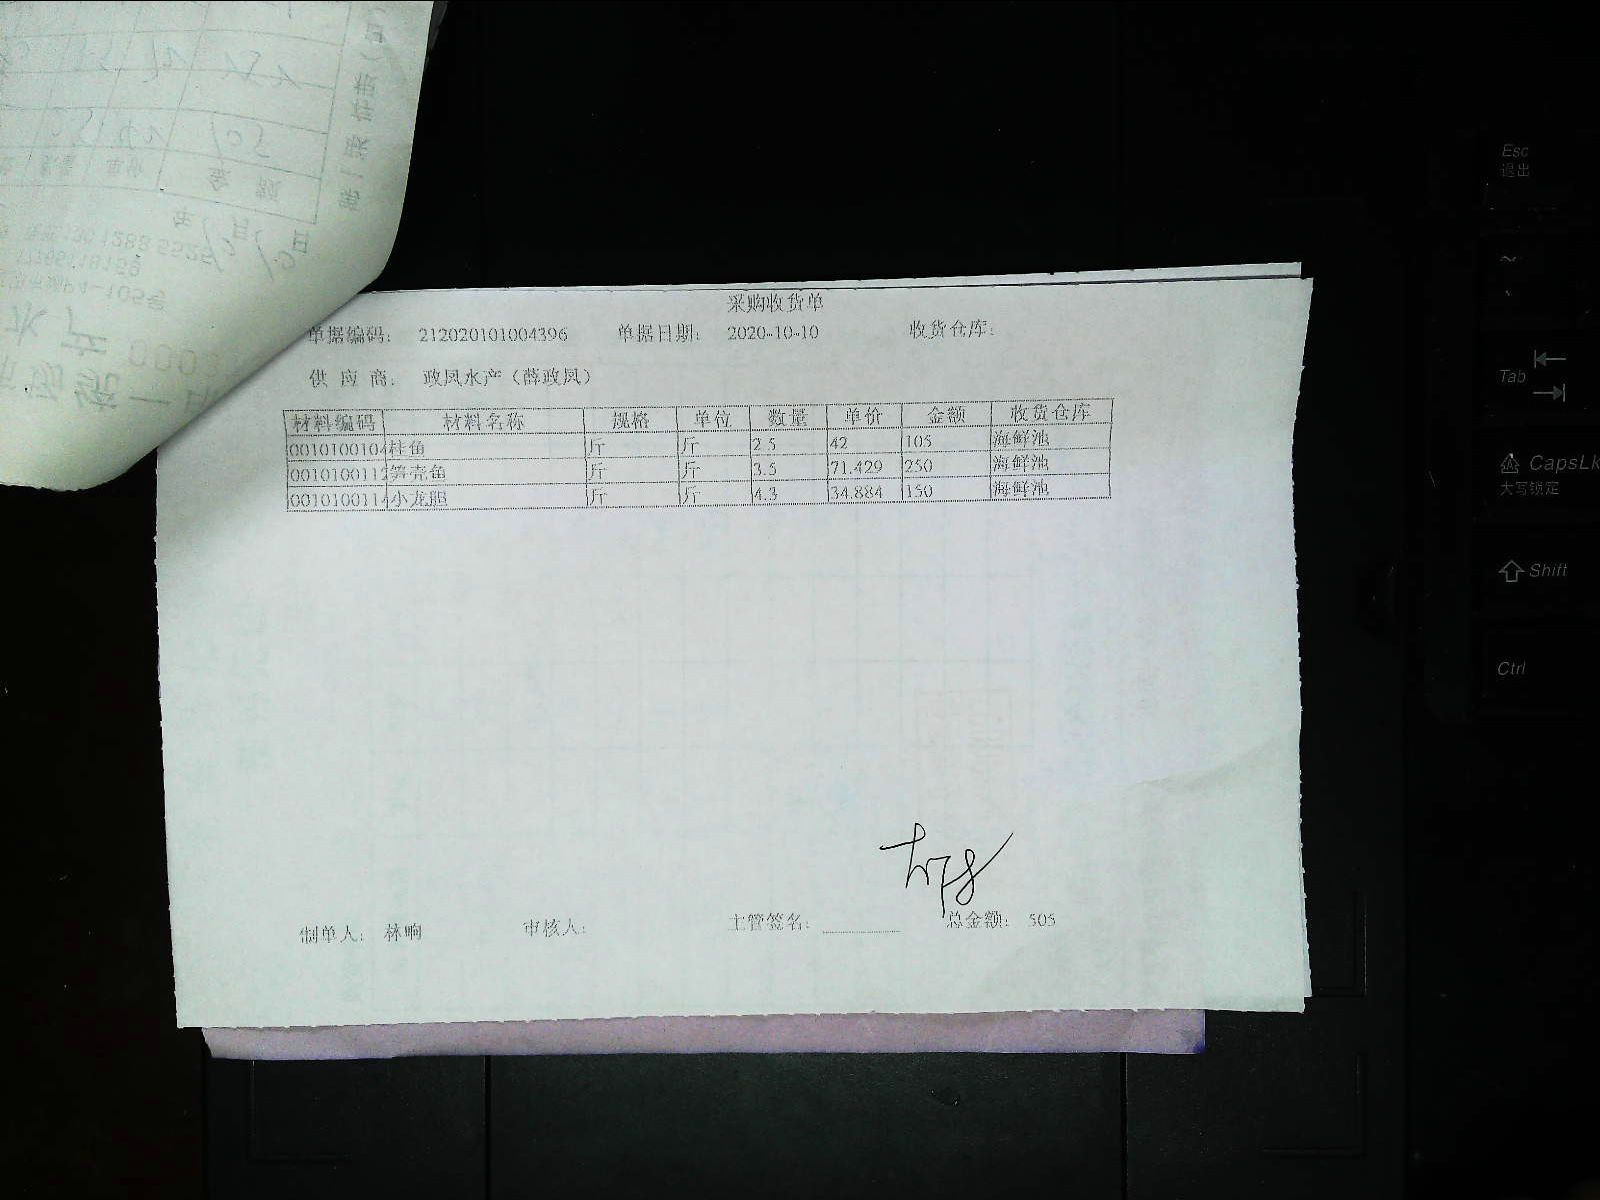 采购收货单
单据编码： 212020101004396 单据日期： 2020-10-10 收货仓库：
供 应 商： 政凤水产（薛政凤）
材料编码 材料名称 规格 单位 数量 单价 金额 收货仓库
0010100104 桂鱼 斤 斤 2.5 42 105 海鲜池
0010100112 笋壳鱼 斤 斤 3.5 71.429 250 海鲜池
0010100114 小龙胆 斤 斤 4.3 34.884 150 海鲜池
制单人： 林响 审核人： 主管签名： 总金额： 505
Esc
退出
~
Tab
CapsLk
大写锁定
Shift
Ctrl